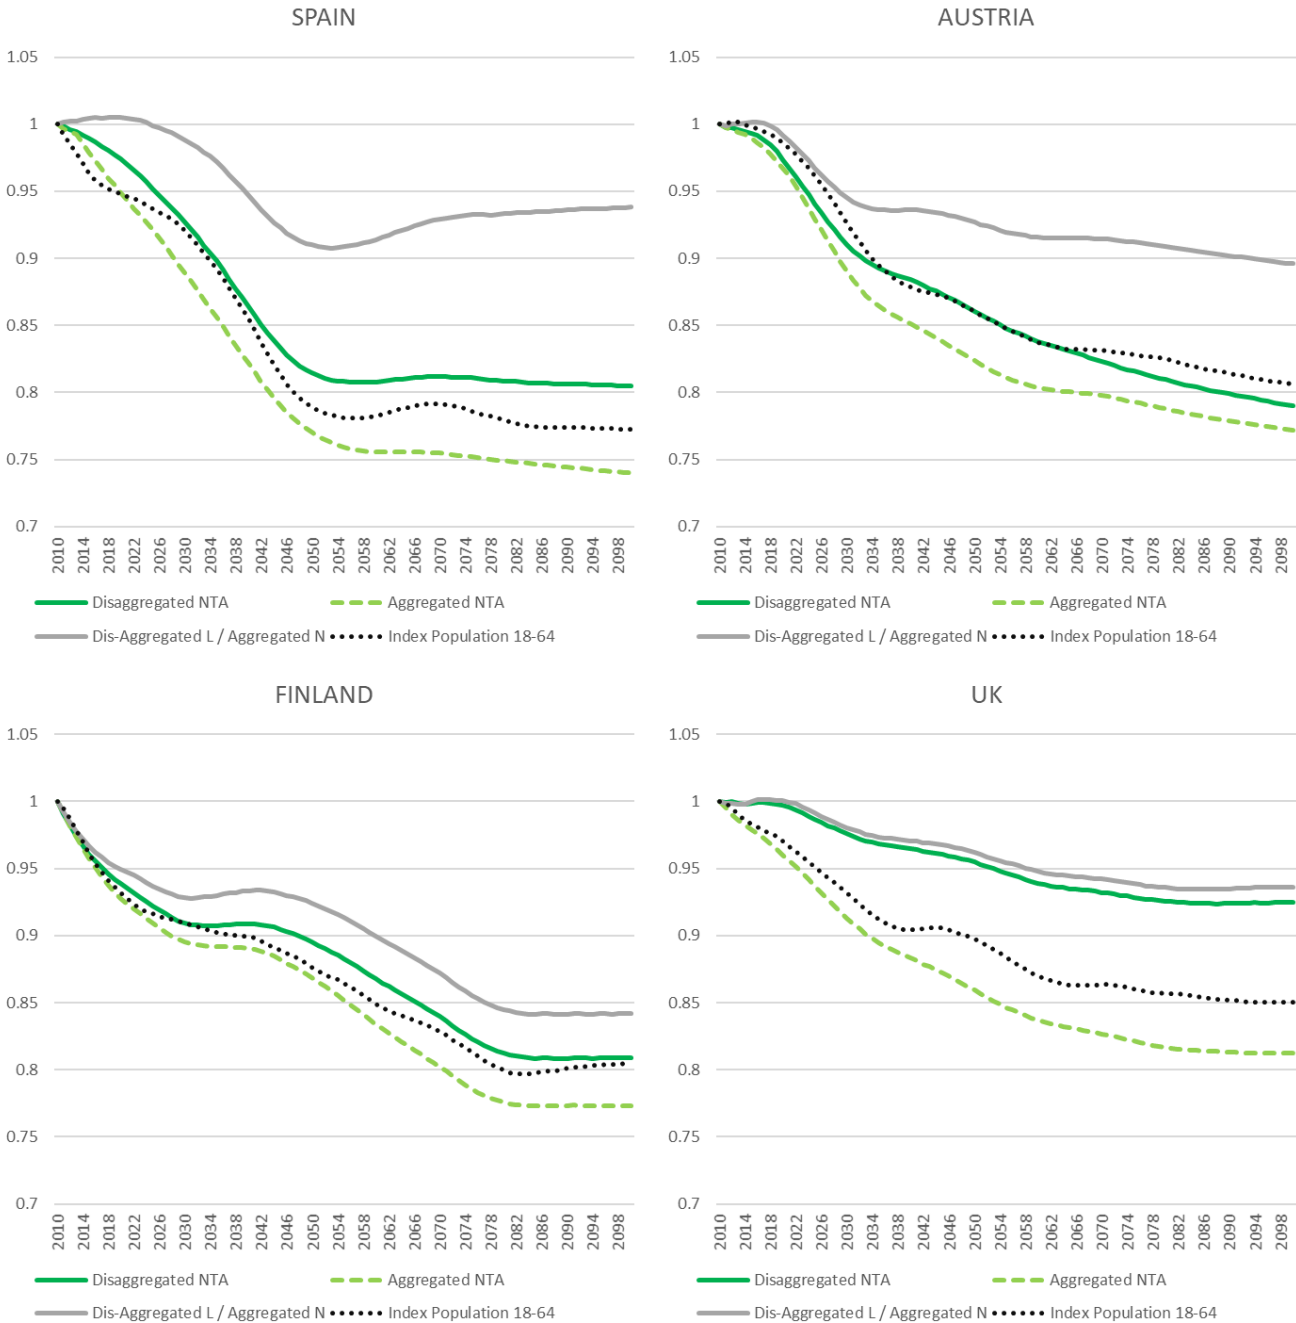 SPAIN
1.05
1
0.95
0.9
0.85
0.8
0.75
0.7
2010 2014 2018 2022 2026 2030 2034 2038 2042 2046 2050 2054 2058 2062 2066 2070 2074 2078 2082 2086 2090 2094 2098
Disaggregated NTA Aggregated NTA
Dis-Aggregated L / Aggregated N Index Population 18-64
AUSTRIA
1.05
1
0.95
0.9
0.85
0.8
0.75
0.7
2010 2014 2018 2022 2026 2030 2034 2038 2042 2046 2050 2054 2058 2062 2066 2070 2074 2078 2082 2086 2090 2094 2098
Disaggregated NTA Aggregated NTA
Dis-Aggregated L / Aggregated N Index Population 18-64
FINLAND
1.05
1
0.95
0.9
0.85
0.8
0.75
0.7
2010 2014 2018 2022 2026 2030 2034 2038 2042 2046 2050 2054 2058 2062 2066 2070 2074 2078 2082 2086 2090 2094 2098
Disaggregated NTA Aggregated NTA
Dis-Aggregated L / Aggregated N Index Population 18-64
UK
1.05
1
0.95
0.9
0.85
0.8
0.75
0.7
2010 2014 2018 2022 2026 2030 2034 2038 2042 2046 2050 2054 2058 2062 2066 2070 2074 2078 2082 2086 2090 2094 2098
Disaggregated NTA Aggregated NTA
Dis-Aggregated L / Aggregated N Index Population 18-64